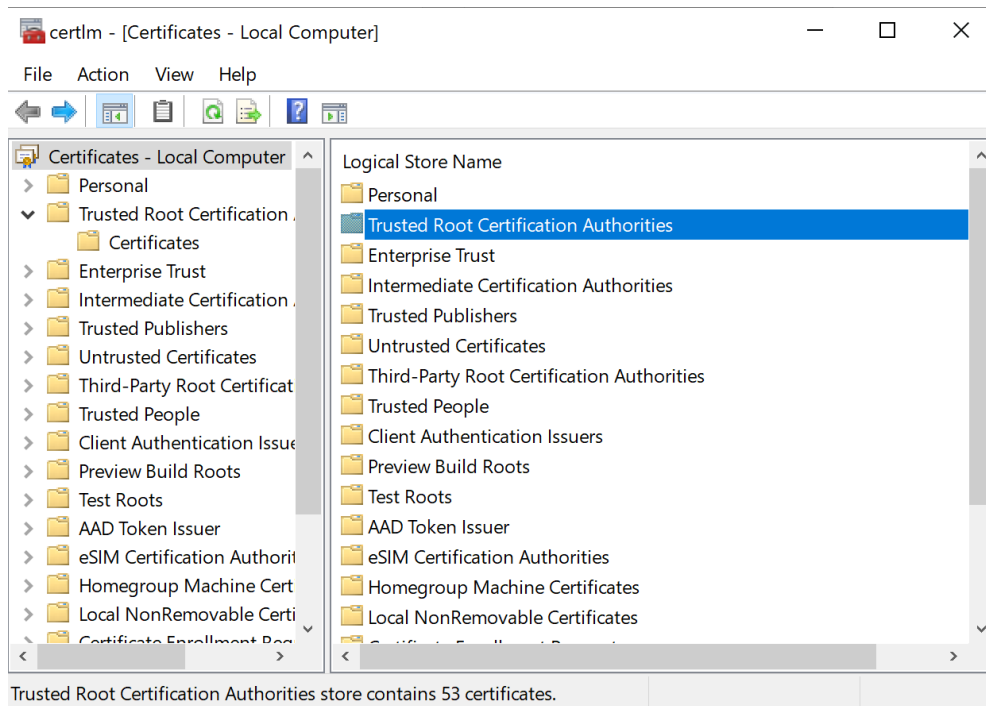 certlm - [Certificates - Local Computer]
File Action View Help
Certificates - Local Computer
Personal
Trusted Root Certification
Certificates
Enterprise Trust
Intermediate Certification
Trusted Publishers
Untrusted Certificates
Third-Party Root Certificat
Trusted People
Client Authentication Issue
Preview Build Roots
Test Roots
AAD Token Issuer
eSIM Certification Authorit
Homegroup Machine Cert
Local NonRemovable Certi
Logical Store Name
Personal
Trusted Root Certification Authorities
Enterprise Trust
Intermediate Certification Authorities
Trusted Publishers
Untrusted Certificates
Third-Party Root Certification Authorities
Trusted People
Client Authentication Issuers
Preview Build Roots
Test Roots
AAD Token Issuer
eSIM Certification Authorities
Homegroup Machine Certificates
Local NonRemovable Certificates
Trusted Root Certification Authorities store contains 53 certificates.